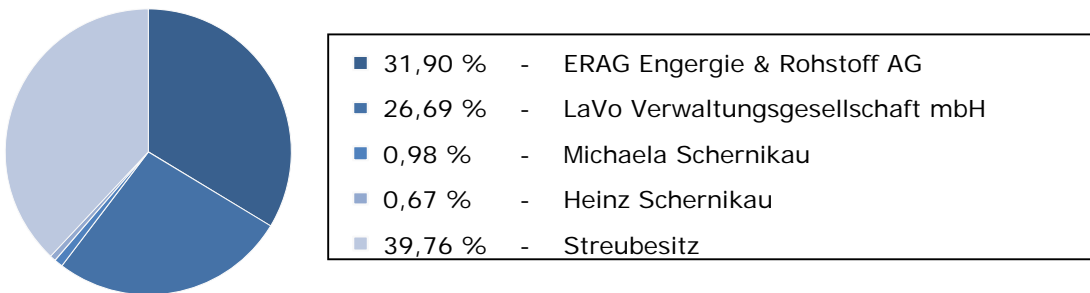 31,90 % - ERAG Engergie & Rohstoff AG
26,69 % - LaVo Verwaltungsgesellschaft mbH
0,98 % - Michaela Schernikau
0,67 % - Heinz Schernikau
39,76 % - Streubesitz